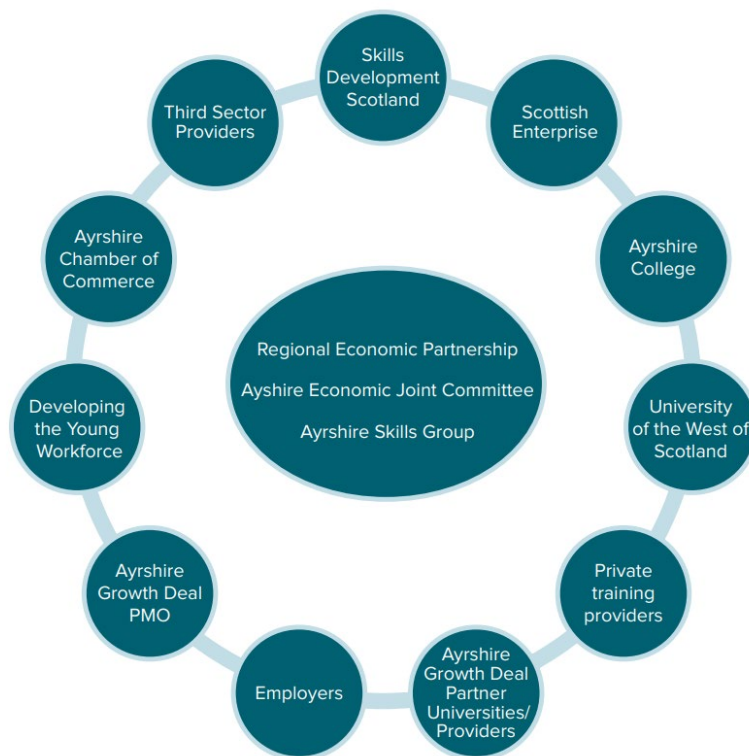 Skills
Development
Scotland
Scottish
Enterprise
Ayrshire
College
University
of the West of
Scotland
Private
training
providers
Ayrshire
Growth Deal
Partner
Universities/
Providers
Employers
Ayrshire
Growth Deal
PMO
Developing
the Young
Workforce
Ayrshire
Chamber of
Commerce
Third Sector
Providers
Regional Economic Partnership
Ayshire Economic Joint Committee
Ayrshire Skills Group